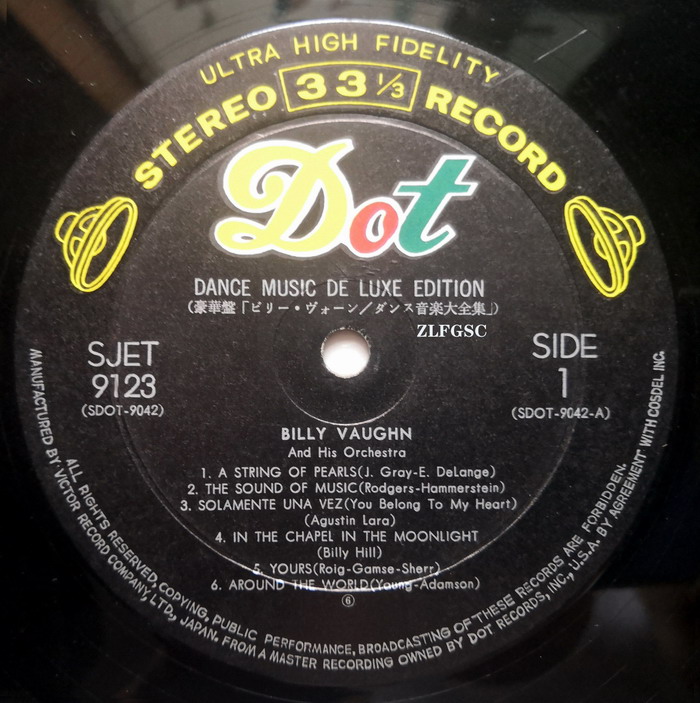 ULTRA HIGH FIDELITY
STEREO 33 1/3 RECORD
Dot
DANCE MUSIC DE LUXE EDITION
(豪華盤「ビリー・ヴォーン/ダンス音楽大全集」)
ZLFGSC
SJET
9123
(SDOT-9042)
SIDE
1
(SDOT-9042-A)
BILLY VAUGHN
And His Orchestra
1. A STRING OF PEARLS(J. Gray-E. DeLange)
2. THE SOUND OF MUSIC(Rodgers-Hammerstein)
3. SOLAMENTE UNA VEZ(You Belong To My Heart)
(Agustin Lara)
4. IN THE CHAPEL IN THE MOONLIGHT
(Billy Hill)
5. YOURS(Roig-Gamse-Sherr)
6. AROUND THE WORLD(Young-Adamson)
6
ALL RIGHTS RESERVED, COPYING, PUBLIC PERFORMANCE, BROADCASTING OF THESE RECORDS ARE FORBIDDEN.
MANUFACTURED BY VICTOR RECORD COMPANY, LTD., JAPAN. FROM A MASTER RECORDING OWNED BY DOT RECORDS, INC., U.S.A. BY AGREEMENT WITH COSDEL INC.